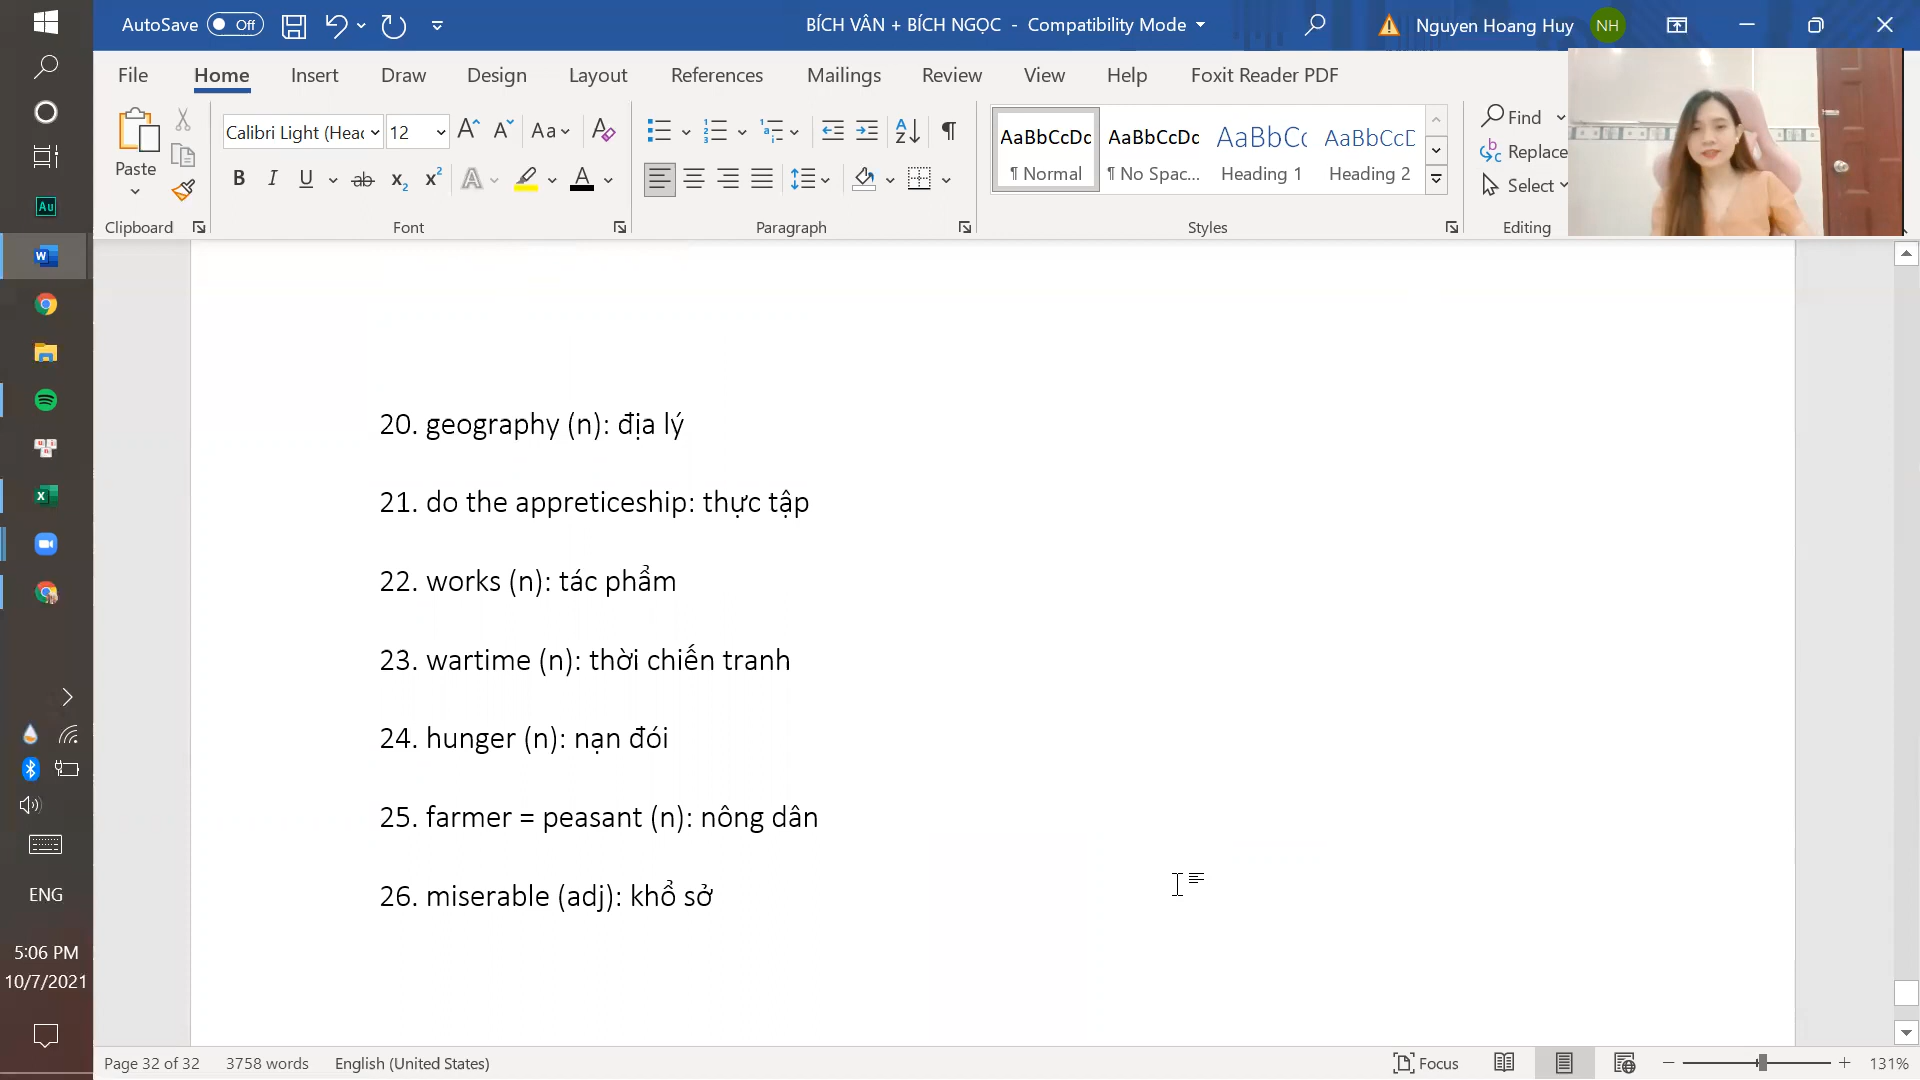 AutoSave Off
BÍCH VÂN + BÍCH NGỌC - Compatibility Mode
Nguyen Hoang Huy NH
File Home Insert Draw Design Layout References Mailings Review View Help Foxit Reader PDF
Calibri Light (Head 12
Paste
Clipboard
Font
Paragraph
AaBbCcDc AaBbCcDc AaBbCc AaBbCcD
¶ Normal ¶ No Spac... Heading 1 Heading 2
Styles
Find
Replace
Select
Editing
20. geography (n): địa lý
21. do the appreticeship: thực tập
22. works (n): tác phẩm
23. wartime (n): thời chiến tranh
24. hunger (n): nạn đói
25. farmer = peasant (n): nông dân
26. miserable (adj): khổ sở
ENG
5:06 PM
10/7/2021
Page 32 of 32 3758 words English (United States)
Focus
131%